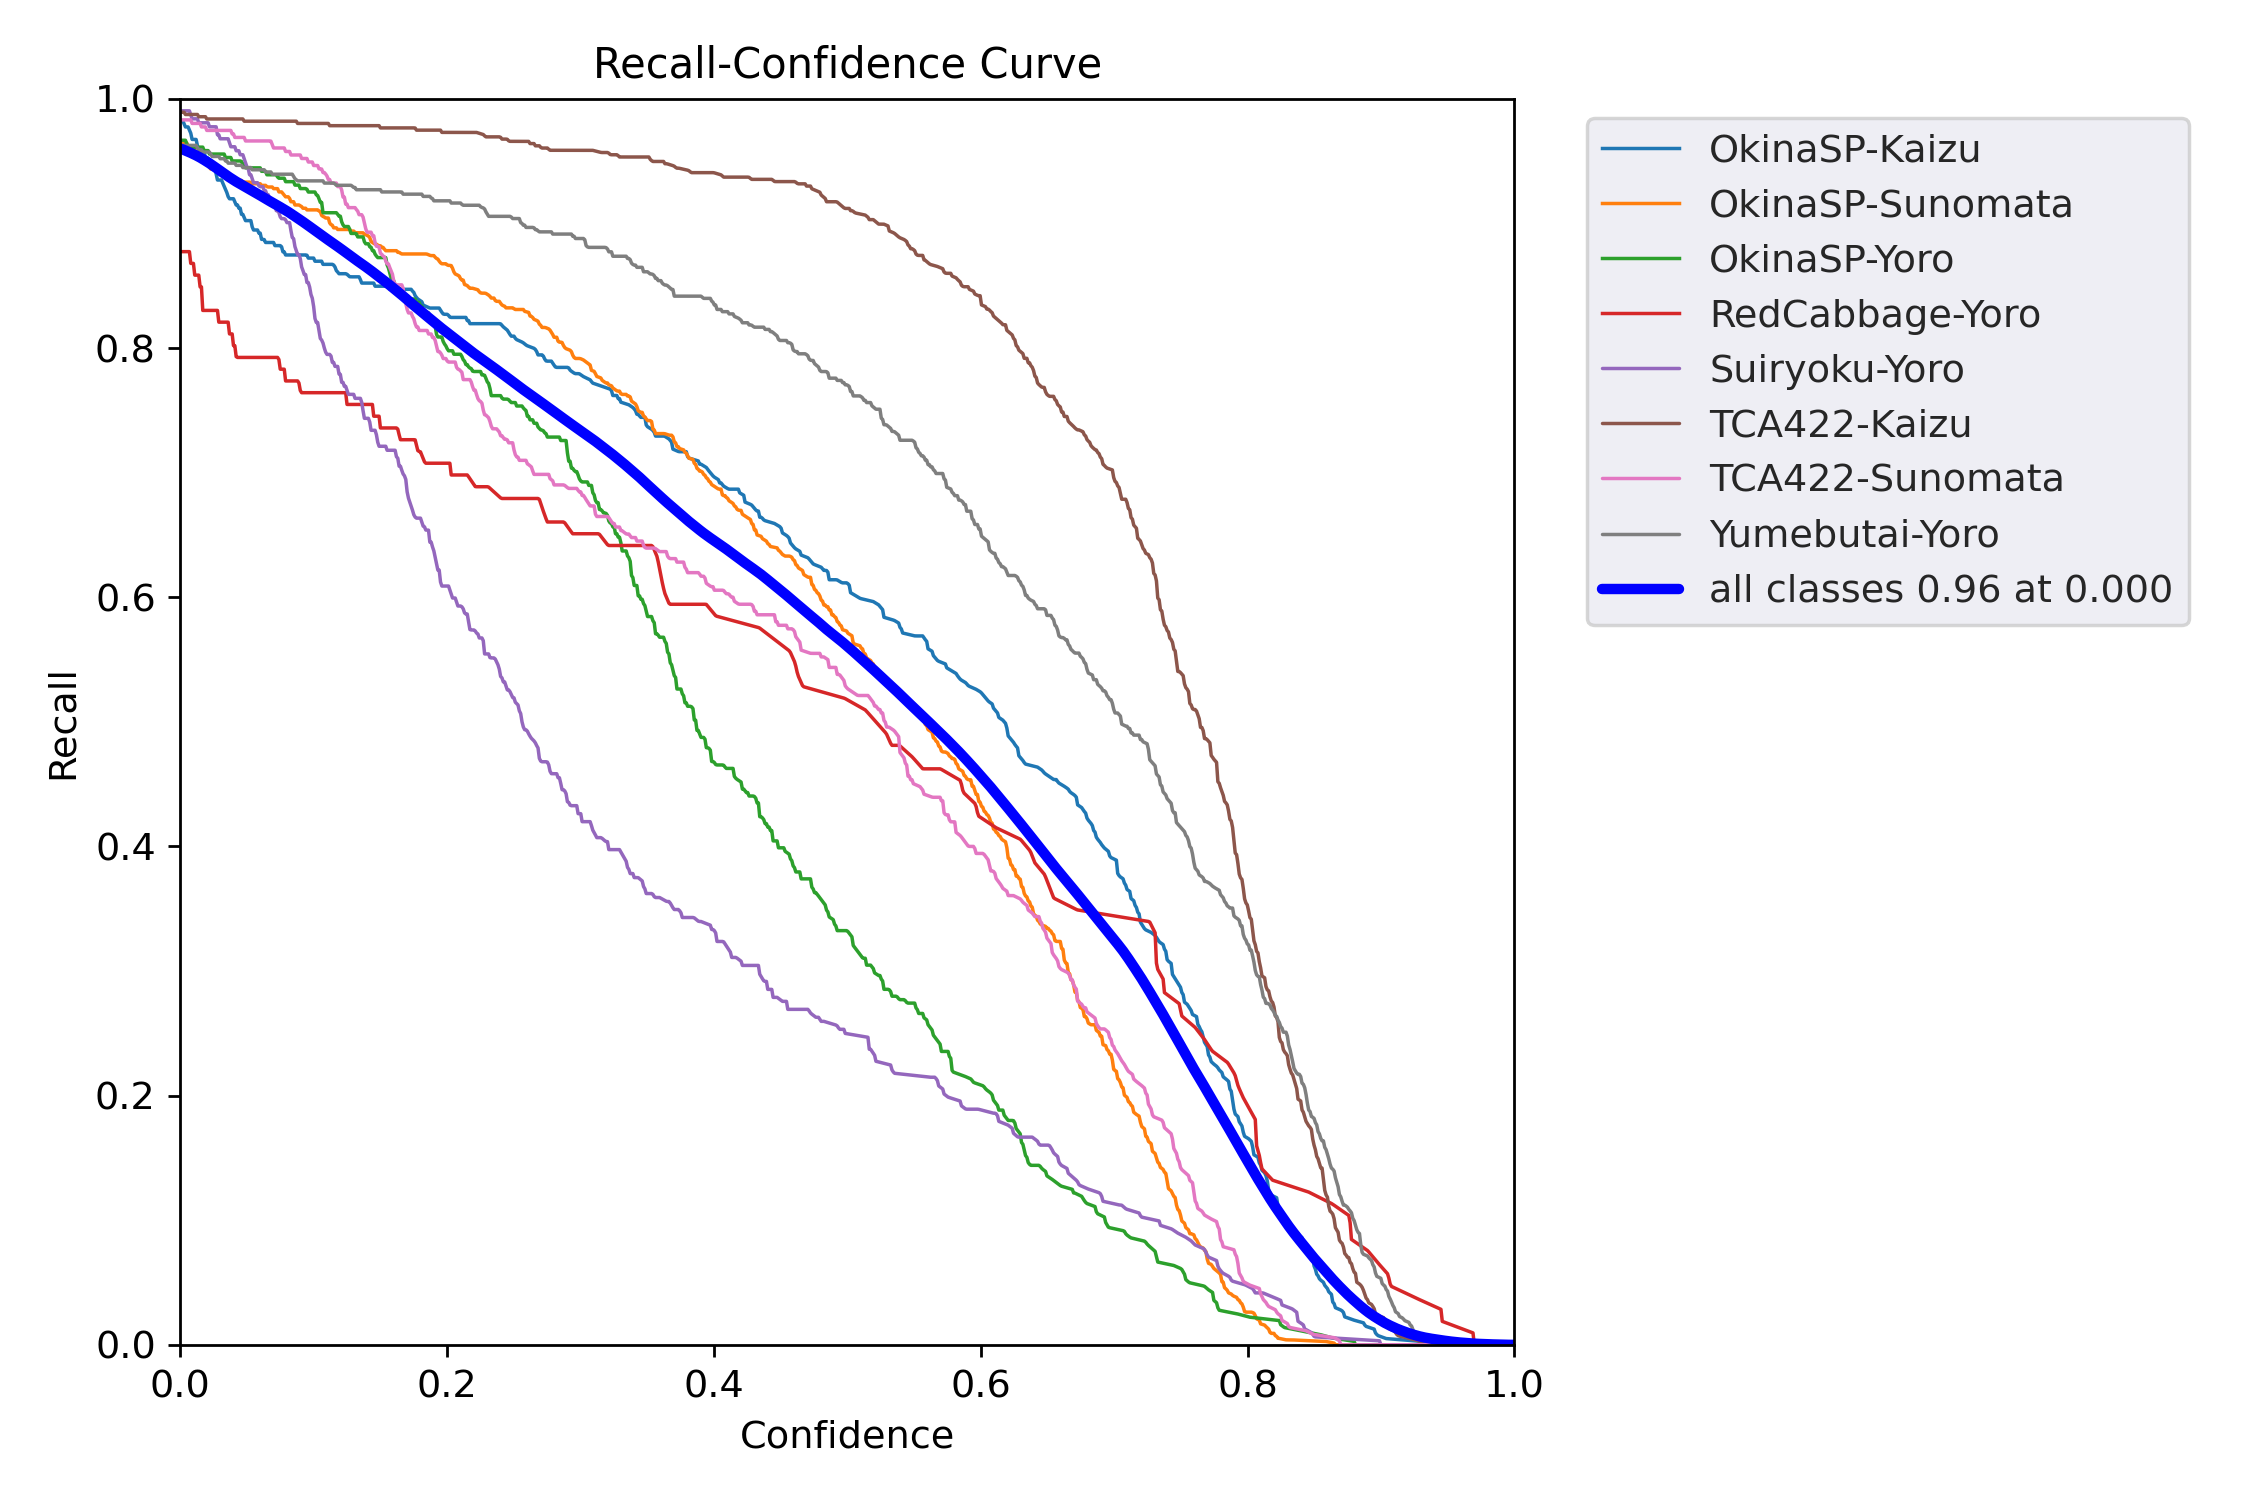 Recall-Confidence Curve
1.0
0.8
0.6
0.4
0.2
0.0
Recall
0.0 0.2 0.4 0.6 0.8 1.0
Confidence
OkinaSP-Kaizu
OkinaSP-Sunomata
OkinaSP-Yoro
RedCabbage-Yoro
Suiryoku-Yoro
TCA422-Kaizu
TCA422-Sunomata
Yumebutai-Yoro
all classes 0.96 at 0.000